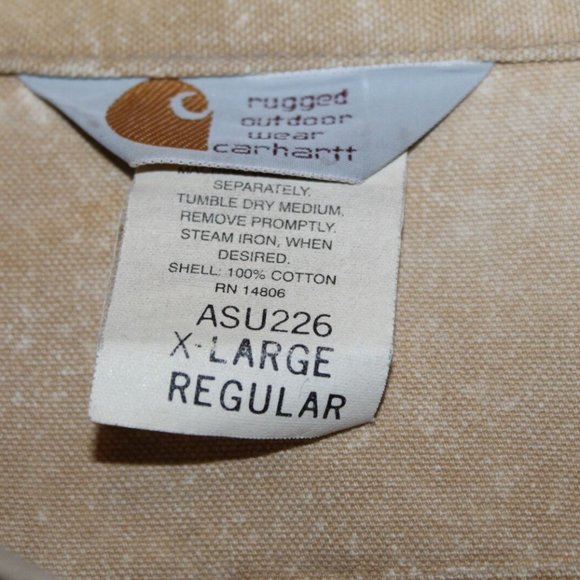 rugged
outdoor
wear
carhartt
SEPARATELY.
TUMBLE DRY MEDIUM.
REMOVE PROMPTLY.
STEAM IRON, WHEN
DESIRED.
SHELL: 100% COTTON
RN 14806
ASU226
X-LARGE
REGULAR